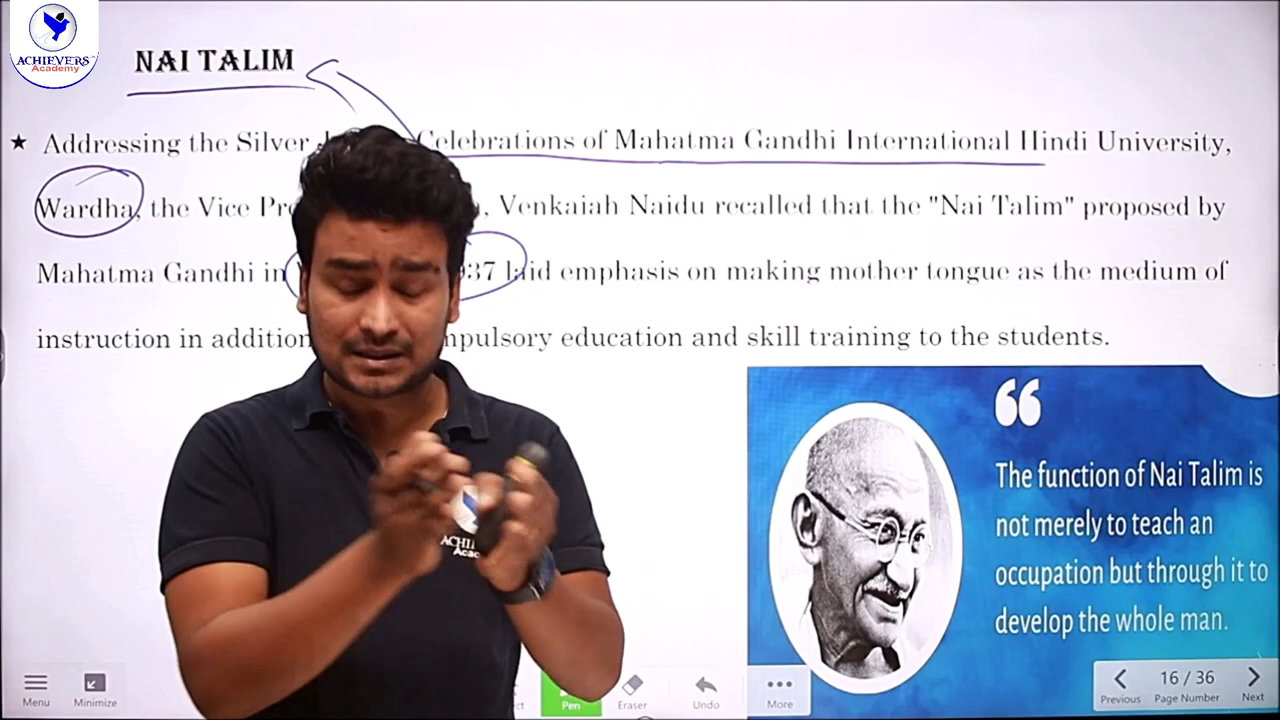 ACHIEVERS
Academy
NAI TALIM
★ Addressing the Silver Celebrations of Mahatma Gandhi International Hindi University,
Wardha, the Vice , Venkaiah Naidu recalled that the "Nai Talim" proposed by
Mahatma Gandhi in 37 laid emphasis on making mother tongue as the medium of
instruction in addition mpulsory education and skill training to the students.
“
The function of Nai Talim is
not merely to teach an
occupation but through it to
develop the whole man.
Menu
Minimize
Pen
Eraser
Undo
More
Previous
16 / 36
Page Number
Next